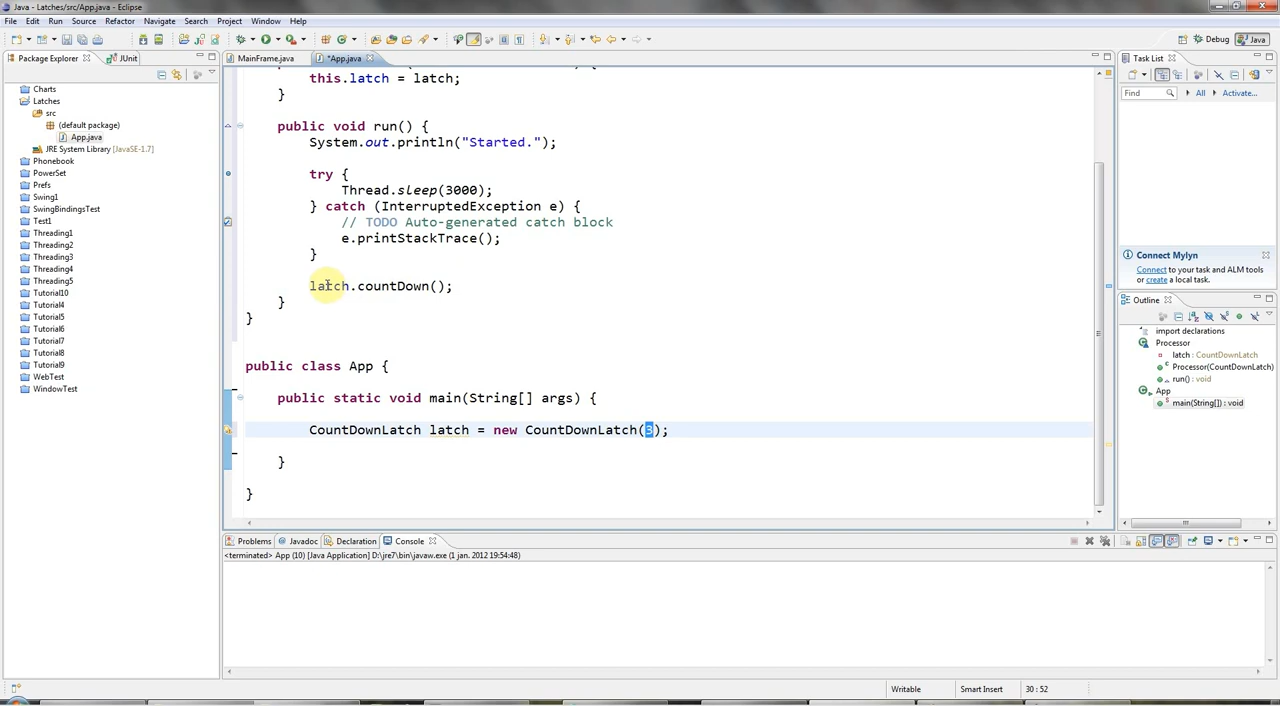 Java - Latches/src/App.java - Eclipse
File Edit Run Source Refactor Navigate Search Project Window Help
Debug Java
Package Explorer JUnit
Charts
Latches
src
(default package)
App.java
JRE System Library [JavaSE-1.7]
Phonebook
PowerSet
Prefs
Swing1
SwingBindingsTest
Test1
Threading1
Threading2
Threading3
Threading4
Threading5
Tutorial10
Tutorial4
Tutorial5
Tutorial6
Tutorial7
Tutorial8
Tutorial9
WebTest
WindowTest
MainFrame.java *App.java
this.latch = latch;
}
public void run() {
System.out.println("Started.");
try {
Thread.sleep(3000);
} catch (InterruptedException e) {
// TODO Auto-generated catch block
e.printStackTrace();
}
latch.countDown();
}
}
public class App {
public static void main(String[] args) {
CountDownLatch latch = new CountDownLatch(3);
}
}
Task List
Find All Activate...
Connect Mylyn
Connect to your task and ALM tools
or create a local task.
Outline
import declarations
Processor
latch : CountDownLatch
Processor(CountDownLatch)
run() : void
App
main(String[]) : void
Problems Javadoc Declaration Console
<terminated> App (10) [Java Application] D:\jre7\bin\javaw.exe (1 jan. 2012 19:54:48)
Writable Smart Insert 30 : 52